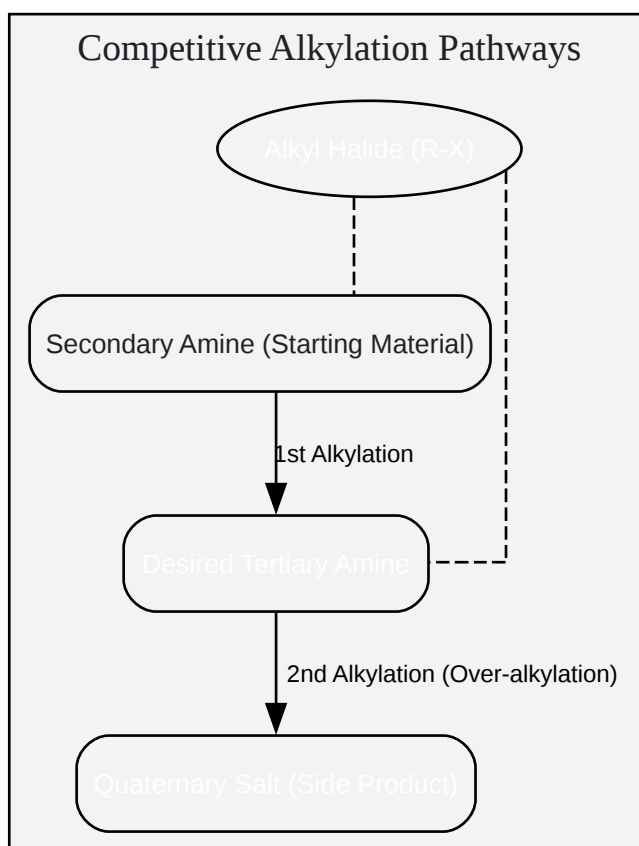 Competitive Alkylation Pathways
Alkyl Halide (R-X)
Secondary Amine (Starting Material)
1st Alkylation
Desired Tertiary Amine
2nd Alkylation (Over-alkylation)
Quaternary Salt (Side Product)